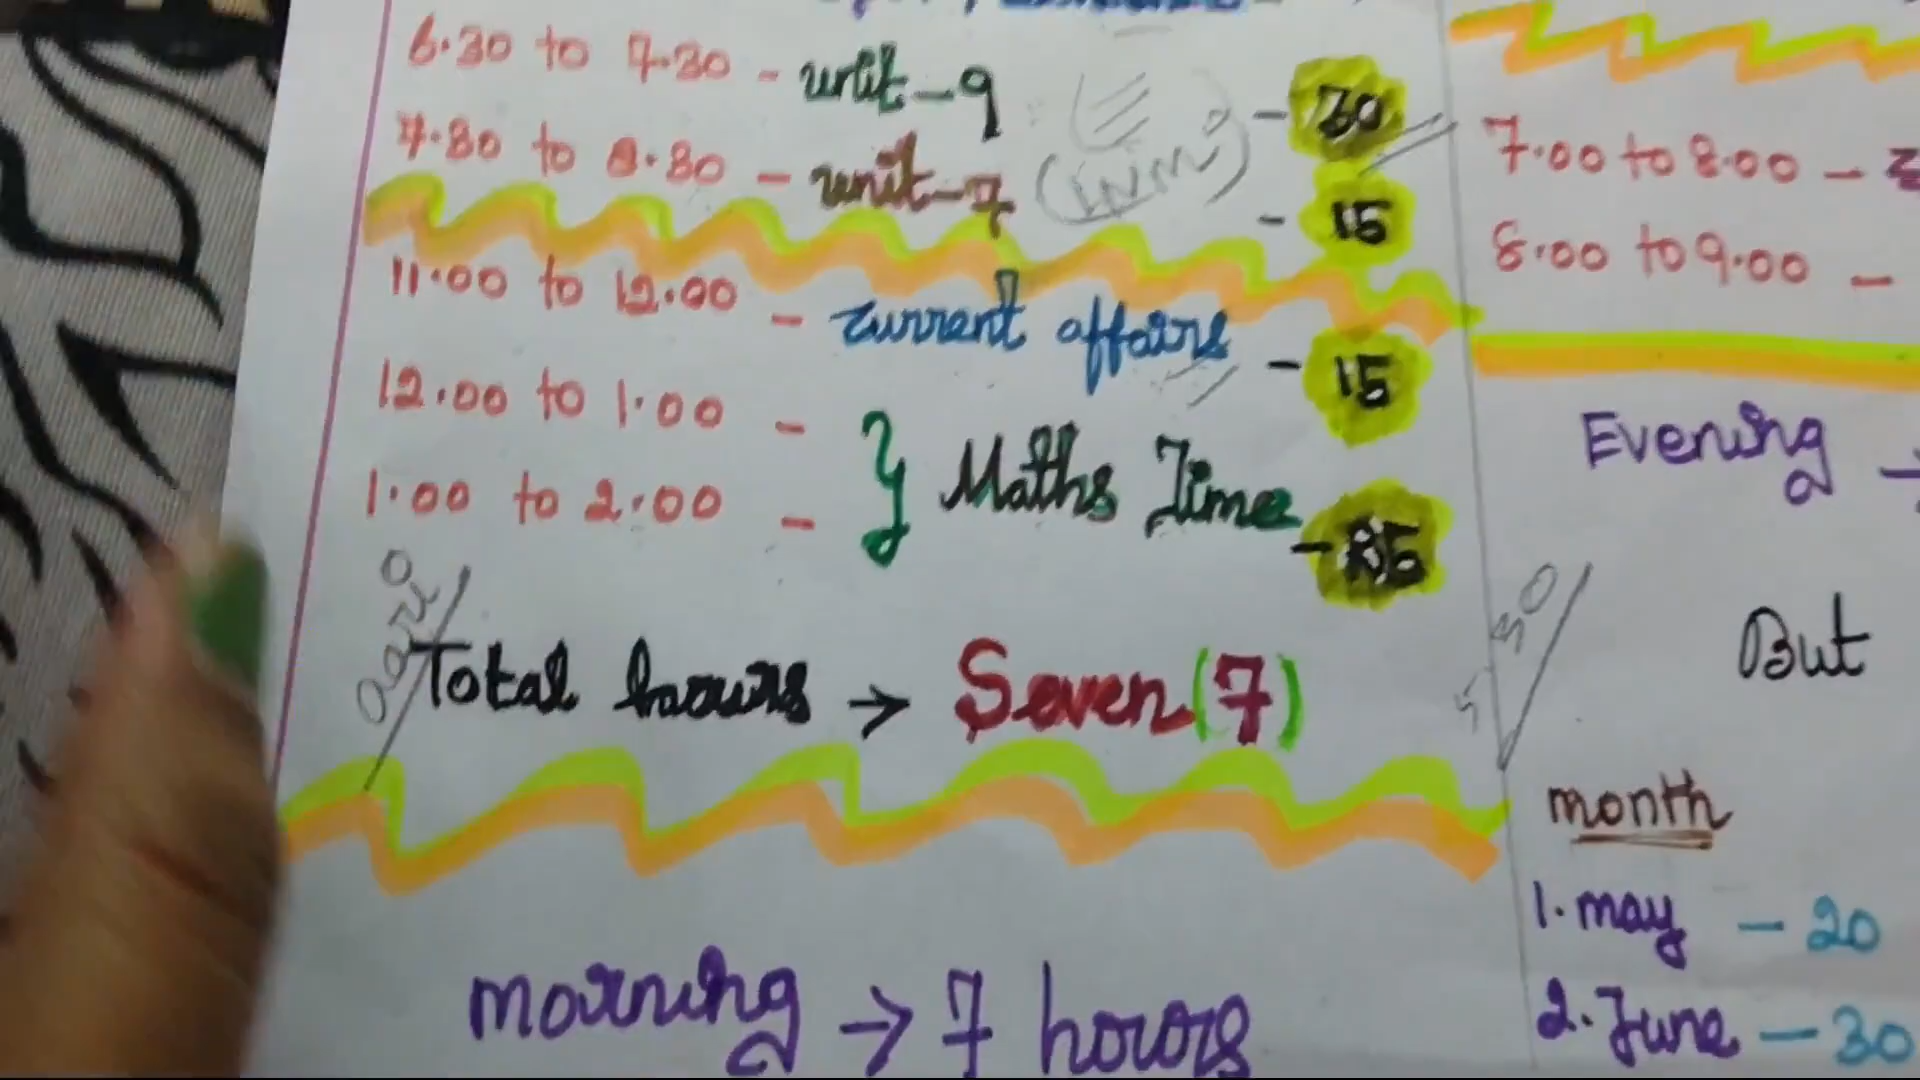 6.30 to 7.30 - unit-9 - 30
7.30 to 8.30 - unit-7 (INM) - 15
11.00 to 12.00 - current affairs - 15
12.00 to 1.00 -
1.00 to 2.00 - } Maths Time - 25
Total hours → Seven (7)
morning → 7 hours
7.00 to 8.00 -
8.00 to 9.00 -
Evening →
But
month
1. may - 20
2. June - 30